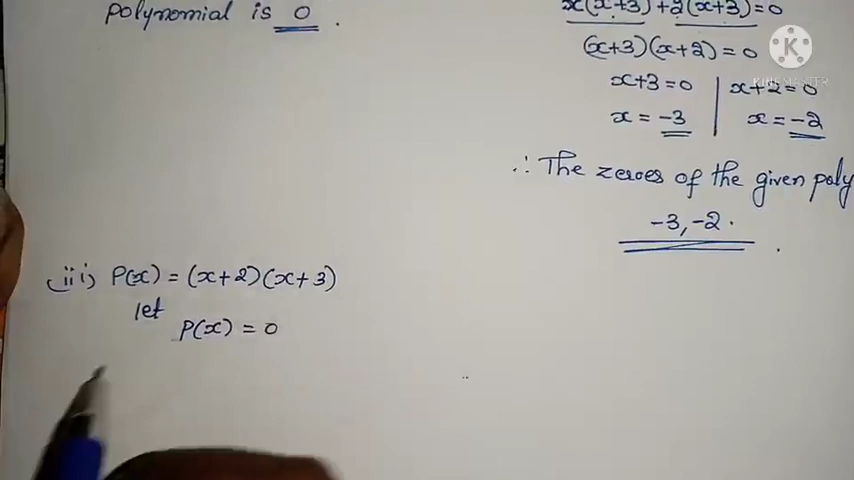 polynomial is 0 .
(iii) P(x) = (x+2)(x+3)
let
P(x) = 0
x(x+3)+2(x+3)=0
(x+3)(x+2)=0
x+3=0 | x+2=0
x = -3 | x = -2
∴ The zeroes of the given poly
-3,-2.
KINEMASTER